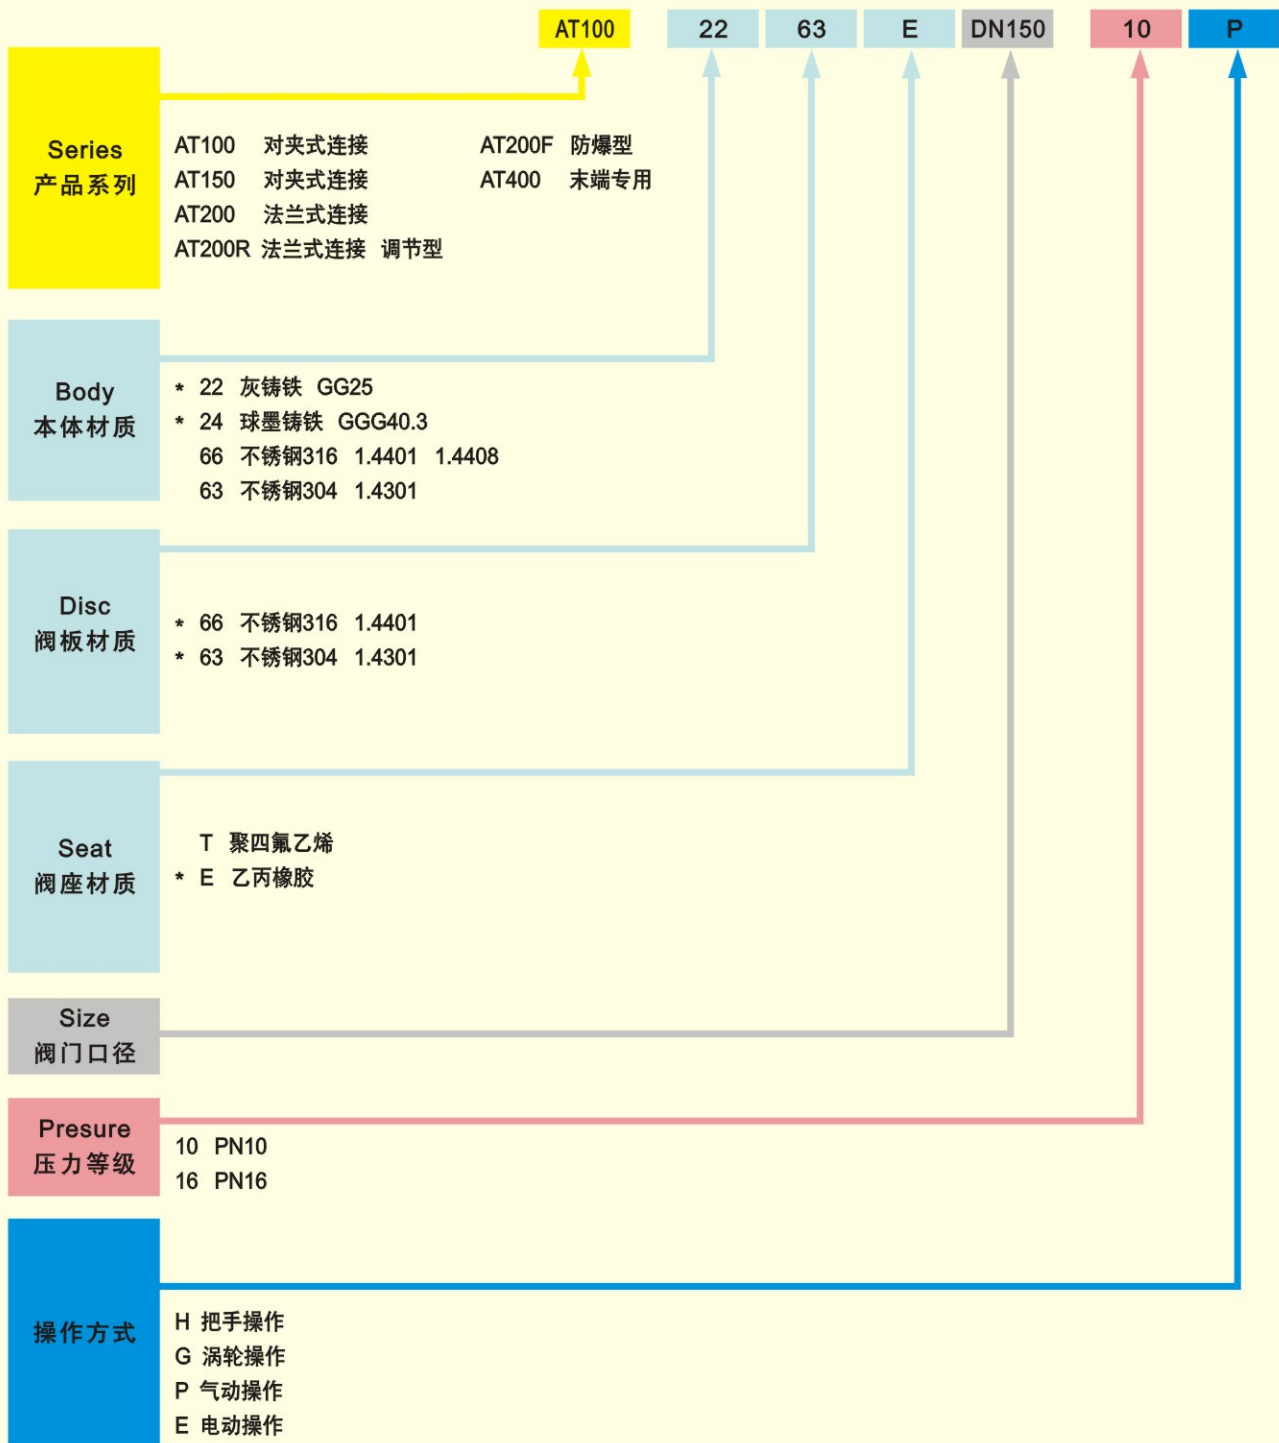 AT100 22 63 E DN150 10 P
Series
产品系列
AT100 对夹式连接 AT200F 防爆型
AT150 对夹式连接 AT400 末端专用
AT200 法兰式连接
AT200R 法兰式连接 调节型
Body
本体材质
* 22 灰铸铁 GG25
* 24 球墨铸铁 GGG40.3
66 不锈钢316 1.4401 1.4408
63 不锈钢304 1.4301
Disc
阀板材质
* 66 不锈钢316 1.4401
* 63 不锈钢304 1.4301
Seat
阀座材质
T 聚四氟乙烯
* E 乙丙橡胶
Size
阀门口径
Presure
压力等级
10 PN10
16 PN16
操作方式
H 把手操作
G 涡轮操作
P 气动操作
E 电动操作